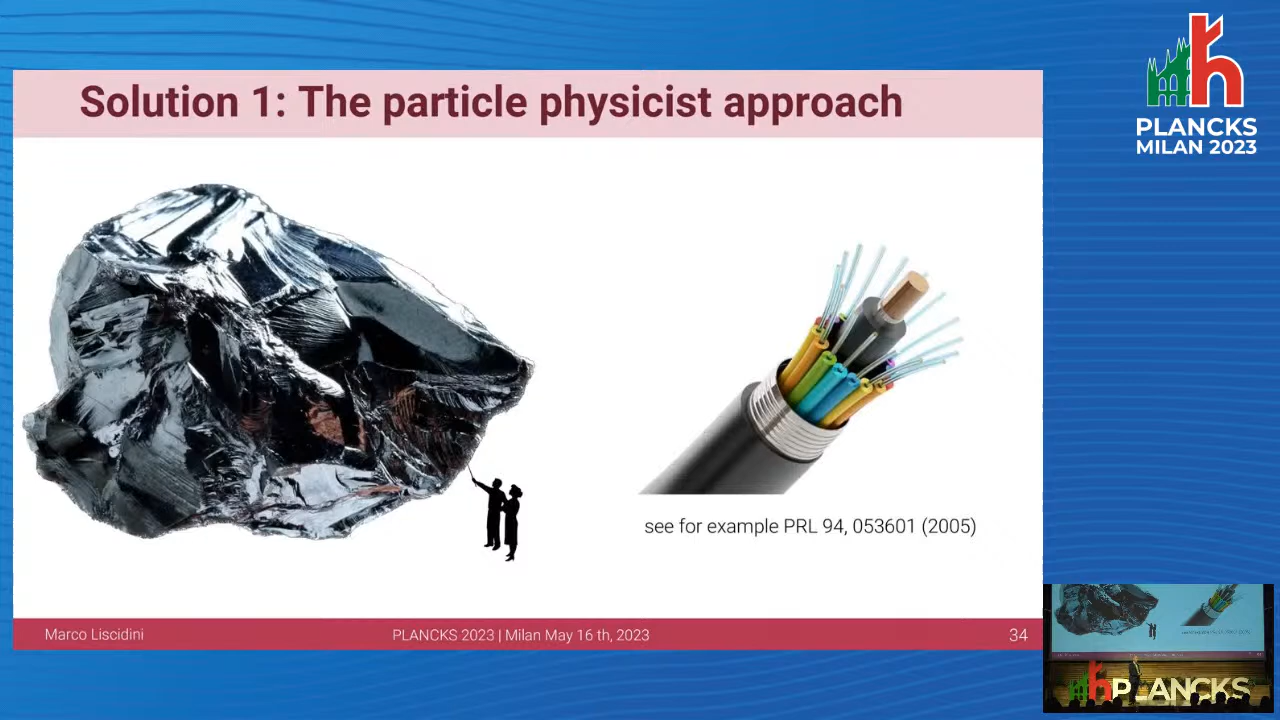 Solution 1: The particle physicist approach
PLANCKS
MILAN 2023
see for example PRL 94, 053601 (2005)
Marco Liscidini
PLANCKS 2023 | Milan May 16 th, 2023
34
PLANCKS